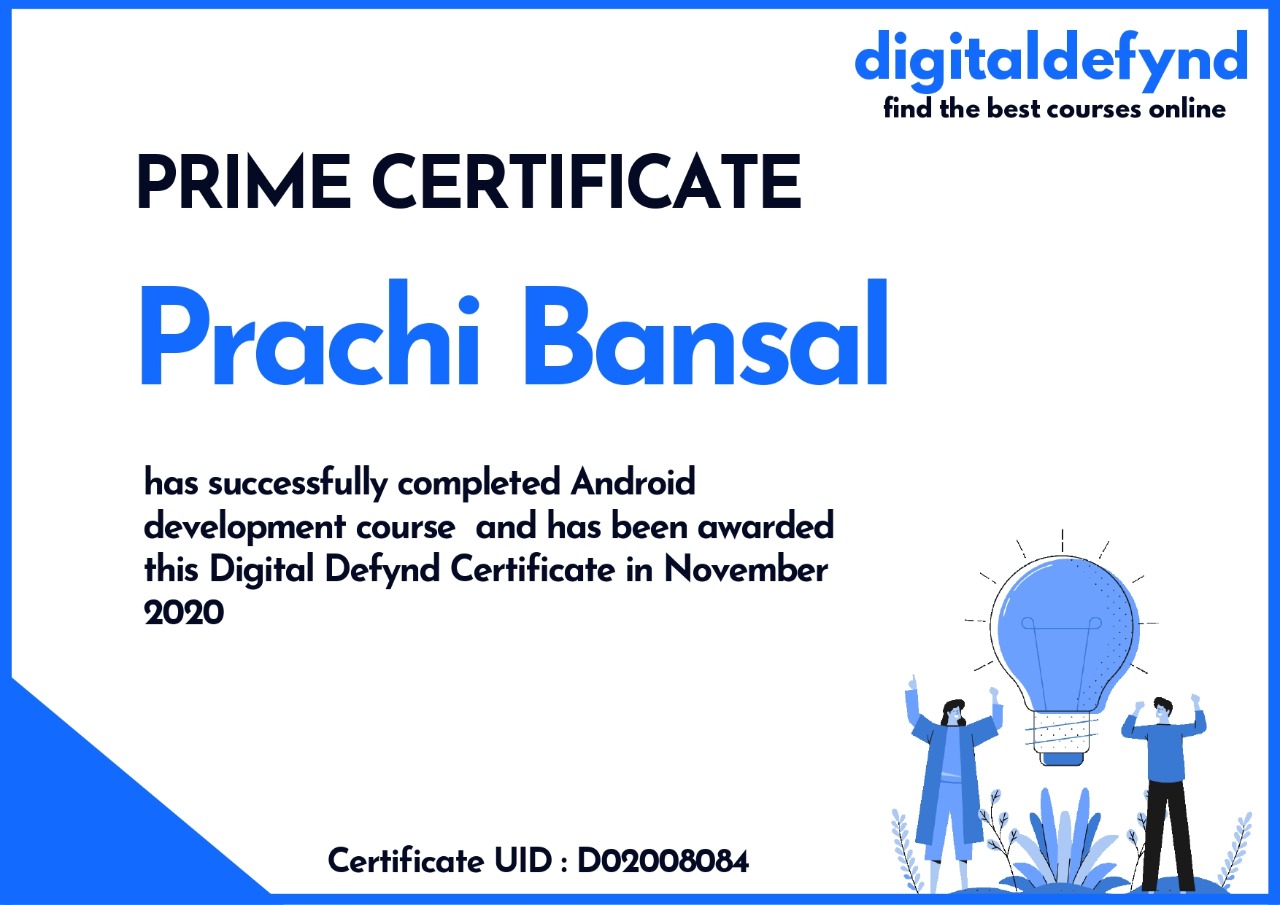 digitaldefynd
find the best courses online
PRIME CERTIFICATE
Prachi Bansal
has successfully completed Android
development course  and has been awarded
this Digital Defynd Certificate in November
2020
Certificate UID : D02008084